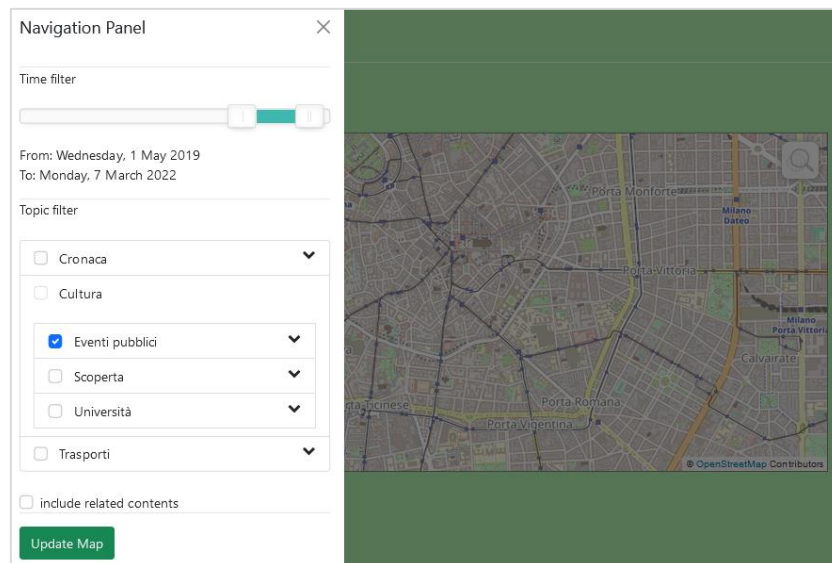 Navigation Panel
Time filter
From: Wednesday, 1 May 2019
To: Monday, 7 March 2022
Topic filter
Cronaca
Cultura
Eventi pubblici
Scoperta
Università
Trasporti
include related contents
Update Map
Porta Monforte
Milano
Dateo
Porta Vittoria
Milano
Porta Vittoria
Calvairate
Porta Romana
Porta Vigentina
© OpenStreetMap Contributors